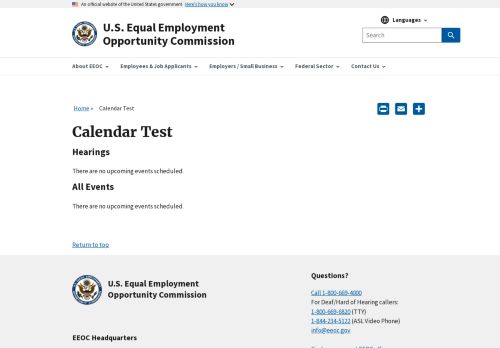 An official website of the United States government Here's how you know
U.S. Equal Employment
Opportunity Commission
Languages
Search
About EEOC
Employees & Job Applicants
Employers / Small Business
Federal Sector
Contact Us
Home » Calendar Test
Calendar Test
Hearings
There are no upcoming events scheduled.
All Events
There are no upcoming events scheduled.
Return to top
U.S. Equal Employment
Opportunity Commission
Questions?
Call 1-800-669-4000
For Deaf/Hard of Hearing callers:
1-800-669-6820 (TTY)
1-844-234-5122 (ASL Video Phone)
info@eeoc.gov
EEOC Headquarters